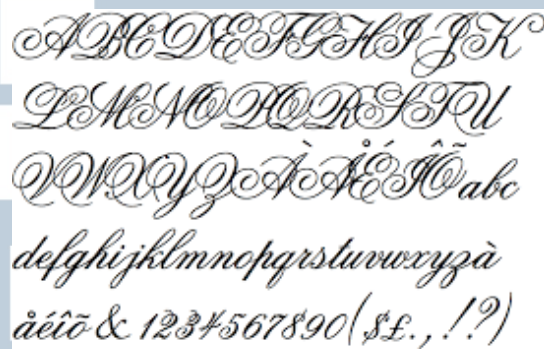 ABCDEFGHIJK
LMNOPQRSTU
VWXYZÀÅÉÎÕabc
defghijklmnopqrstuvwxyzà
åéîõ&1234567890($£.,!?)